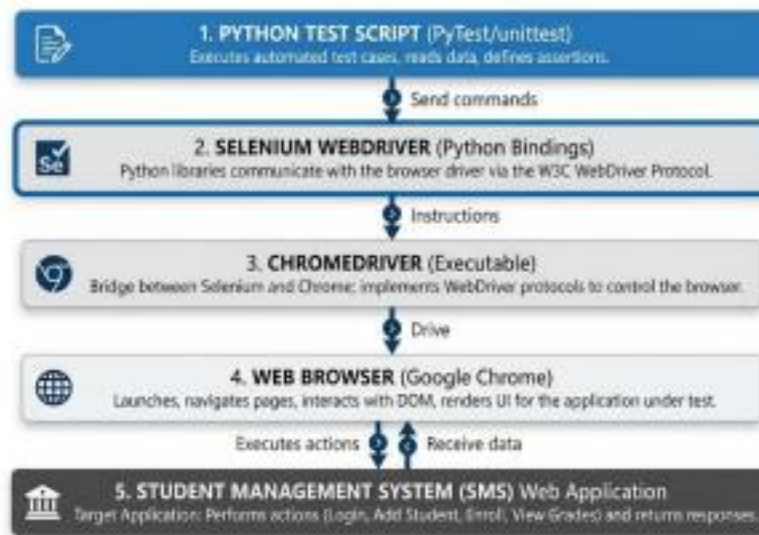 1. PYTHON TEST SCRIPT (PyTest/unittest)
Executes automated test cases, reads data, defines assertions.
Send commands
Se
2. SELENIUM WEBDRIVER (Python Bindings)
Python libraries communicate with the browser driver via the W3C WebDriver Protocol.
Instructions
3. CHROMEDRIVER (Executable)
Bridge between Selenium and Chrome; implements WebDriver protocols to control the browser.
Drive
4. WEB BROWSER (Google Chrome)
Launches, navigates pages, interacts with DOM, renders UI for the application under test.
Executes actions Receive data
5. STUDENT MANAGEMENT SYSTEM (SMS) Web Application
Target Application: Performs actions (Login, Add Student, Enroll, View Grades) and returns responses.